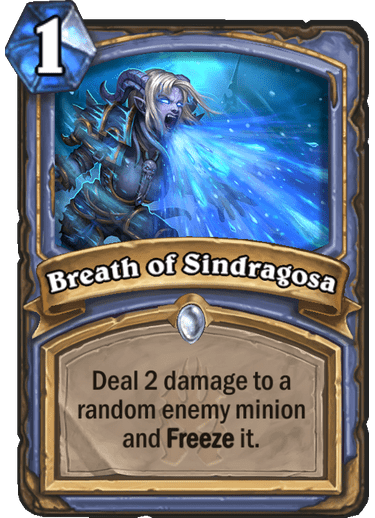 1
Breath of Sindragosa
Deal 2 damage to a
random enemy minion
and Freeze it.